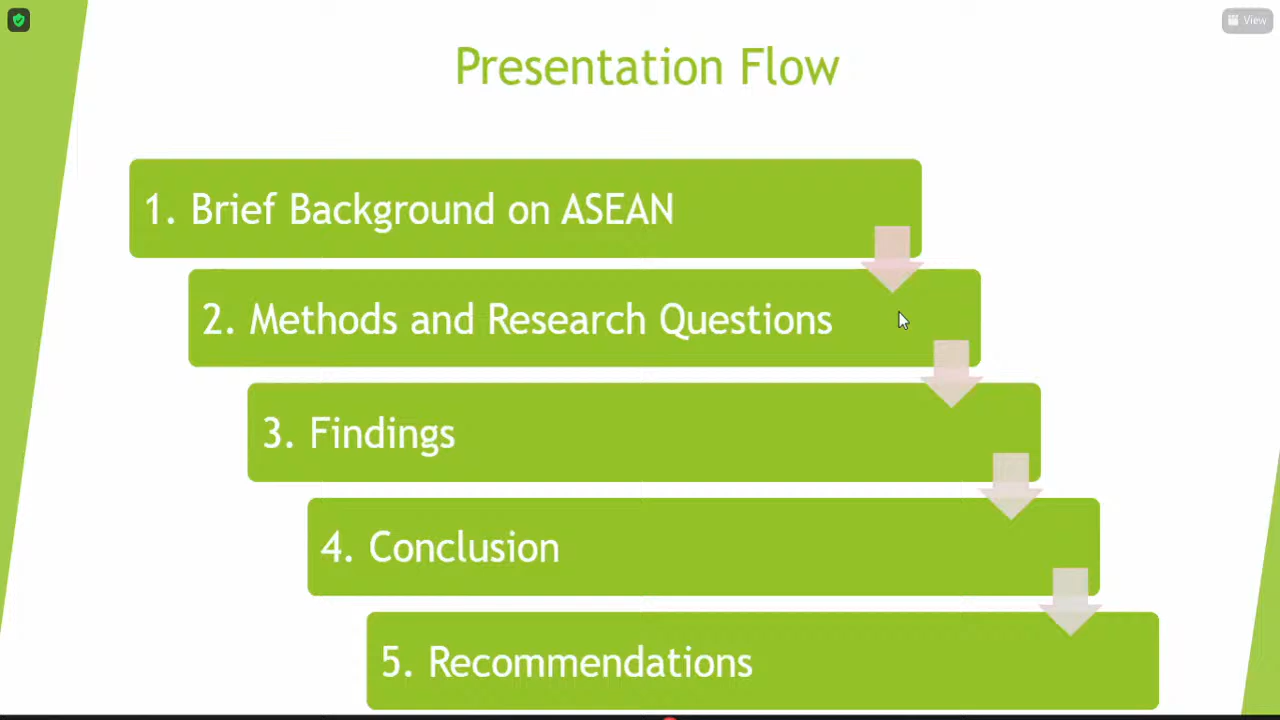 View
Presentation Flow
1. Brief Background on ASEAN
2. Methods and Research Questions
3. Findings
4. Conclusion
5. Recommendations